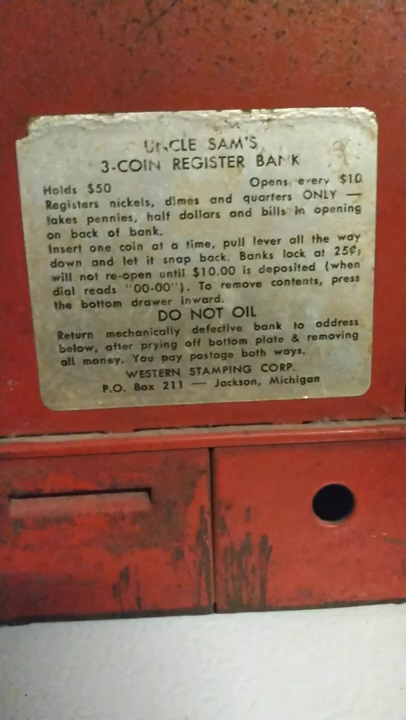 UNCLE SAM'S
3-COIN REGISTER BANK
Holds $50 Opens every $10
Registers nickels, dimes and quarters ONLY —
takes pennies, half dollars and bills in opening
on back of bank.
Insert one coin at a time, pull lever all the way
down and let it snap back. Banks lock at 25¢,
will not re-open until $10.00 is deposited (when
dial reads "00-00"). To remove contents, press
the bottom drawer inward.
DO NOT OIL
Return mechanically defective bank to address
below, after prying off bottom plate & removing
all money. You pay postage both ways.
WESTERN STAMPING CORP.
P.O. Box 211 — Jackson, Michigan